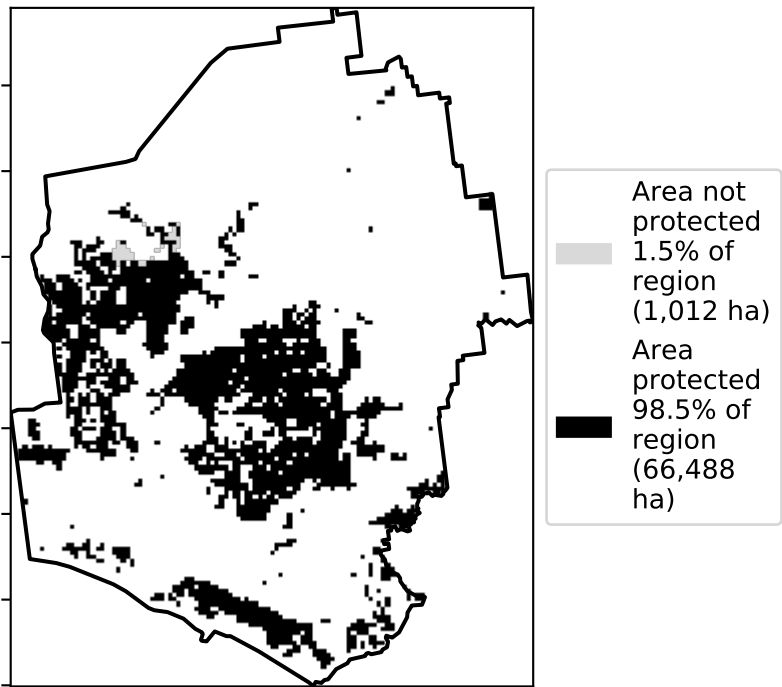 Area not
protected
1.5% of
region
(1,012 ha)
Area
protected
98.5% of
region
(66,488
ha)